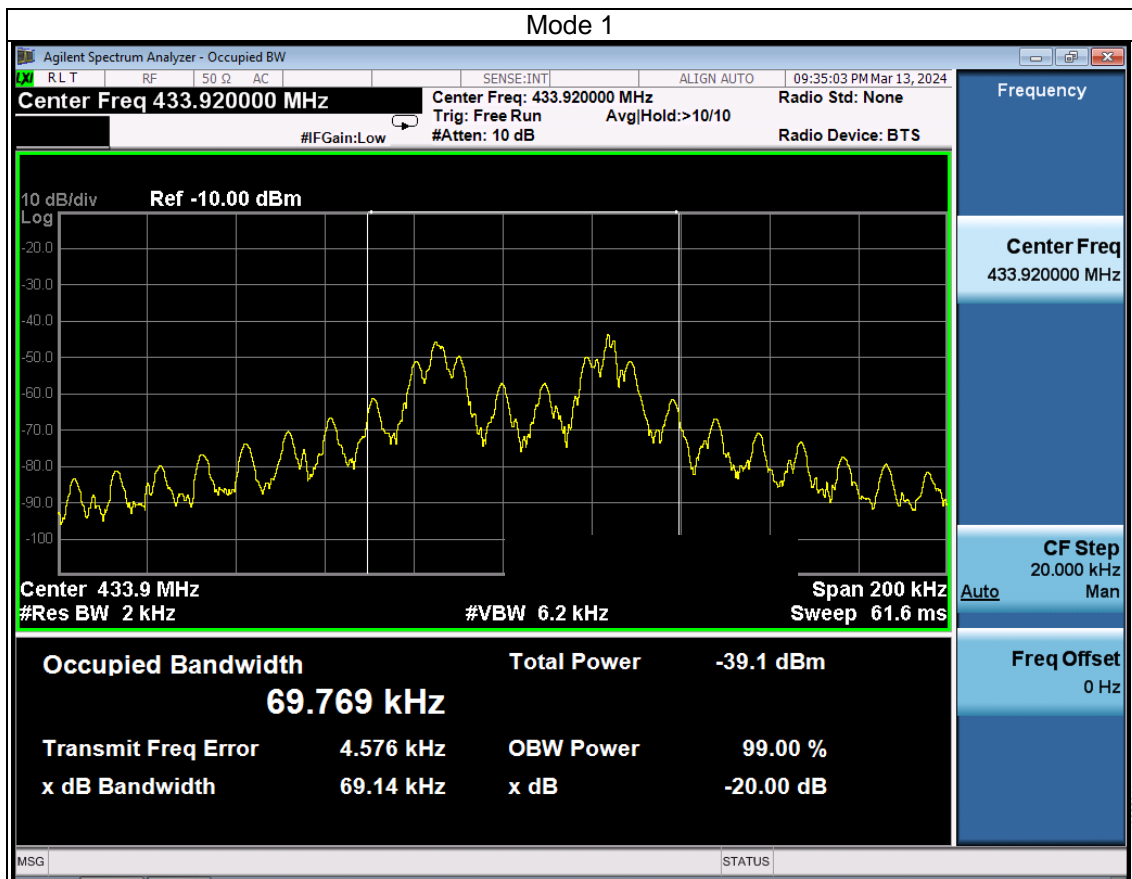 Mode 1
Agilent Spectrum Analyzer - Occupied BW
LXI RLT RF 50 Ω AC SENSE:INT ALIGN AUTO 09:35:03 PM Mar 13, 2024
Center Freq 433.920000 MHz Center Freq: 433.920000 MHz Radio Std: None
Trig: Free Run Avg|Hold:>10/10
#IFGain:Low #Atten: 10 dB Radio Device: BTS
Frequency
10 dB/div Ref -10.00 dBm
Log
-20.0
-30.0
-40.0
-50.0
-60.0
-70.0
-80.0
-90.0
-100
Center 433.9 MHz Span 200 kHz
#Res BW 2 kHz #VBW 6.2 kHz Sweep 61.6 ms
Center Freq
433.920000 MHz
CF Step
20.000 kHz
Auto Man
Freq Offset
0 Hz
Occupied Bandwidth Total Power -39.1 dBm
69.769 kHz
Transmit Freq Error 4.576 kHz OBW Power 99.00 %
x dB Bandwidth 69.14 kHz x dB -20.00 dB
MSG STATUS